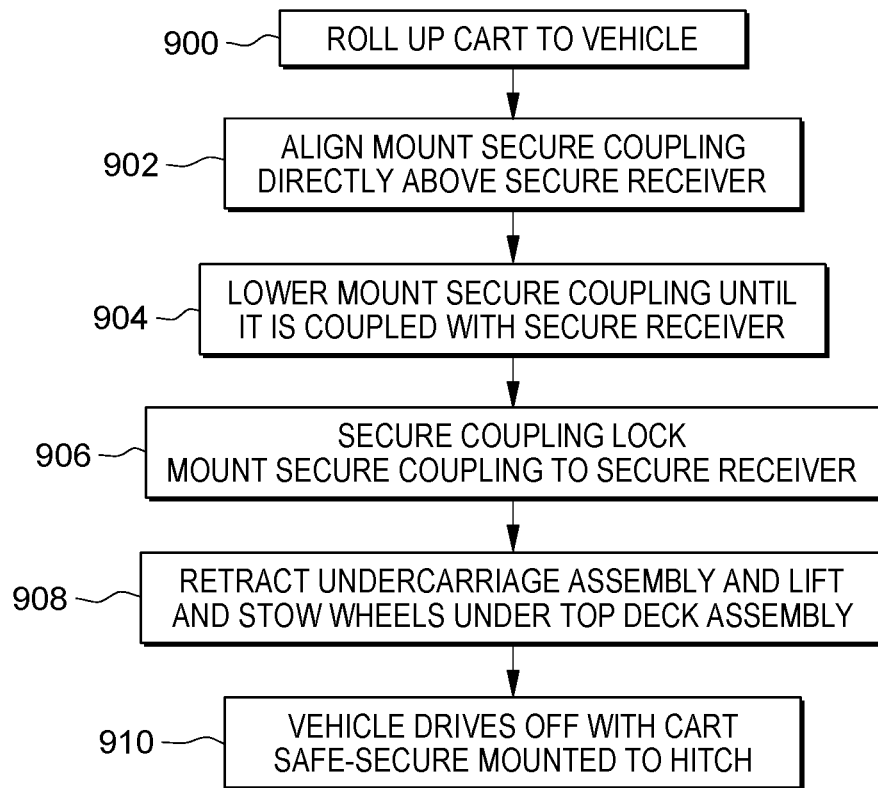 900
ROLL UP CART TO VEHICLE
902
ALIGN MOUNT SECURE COUPLING
DIRECTLY ABOVE SECURE RECEIVER
904
LOWER MOUNT SECURE COUPLING UNTIL
IT IS COUPLED WITH SECURE RECEIVER
906
SECURE COUPLING LOCK
MOUNT SECURE COUPLING TO SECURE RECEIVER
908
RETRACT UNDERCARRIAGE ASSEMBLY AND LIFT
AND STOW WHEELS UNDER TOP DECK ASSEMBLY
910
VEHICLE DRIVES OFF WITH CART
SAFE-SECURE MOUNTED TO HITCH